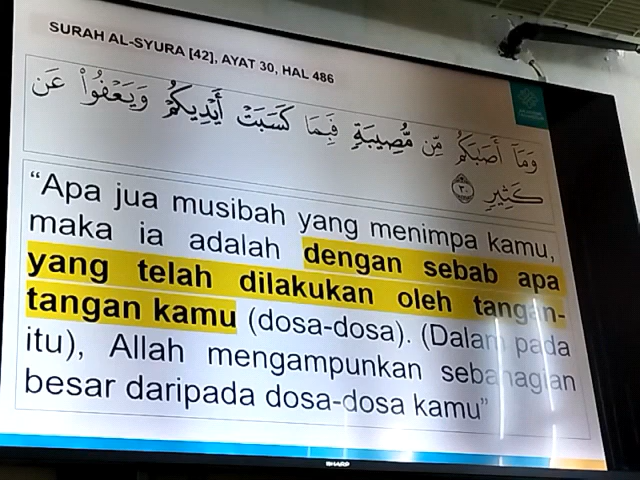 SURAH AL-SYURA [42], AYAT 30, HAL 486
وَمَآ أَصَٰبَكُم مِّن مُّصِيبَةٍ فَبِمَا كَسَبَتْ أَيْدِيكُمْ وَيَعْفُوا۟ عَن
كَثِيرٍ ٣٠
“Apa jua musibah yang menimpa kamu,
maka ia adalah dengan sebab apa
yang telah dilakukan oleh tangan-
tangan kamu (dosa-dosa). (Dalam pada
itu), Allah mengampunkan sebahagian
besar daripada dosa-dosa kamu”
SHARP